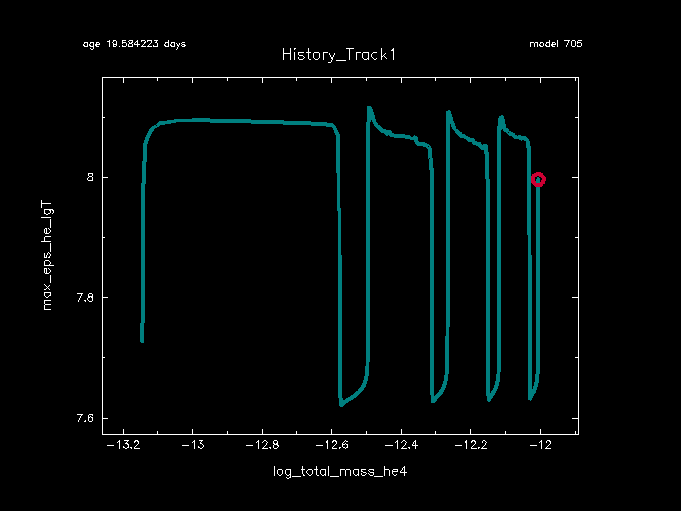 age 19.584223 days
model 705
History_Track1
max_eps_he_lgT
8
7.8
7.6
-13.2
-13
-12.8
-12.6
-12.4
-12.2
-12
log_total_mass_he4